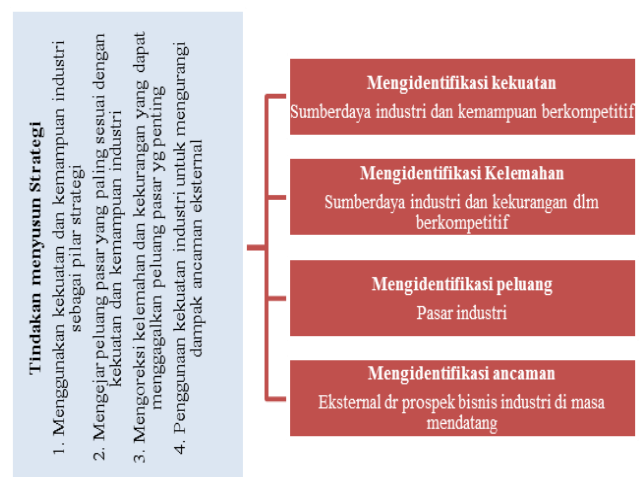 Tindakan menyusun Strategi
1. Menggunakan kekuatan dan kemampuan industri
sebagai pilar strategi
2. Mengejar peluang pasar yang paling sesuai dengan
kekuatan dan kemampuan industri
3. Mengoreksi kelemahan dan kekurangan yang dapat
menggagalkan peluang pasar yg penting
4. Penggunaan kekuatan industri untuk mengurangi
dampak ancaman eksternal
Mengidentifikasi kekuatan
Sumberdaya industri dan kemampuan berkompetitif
Mengidentifikasi Kelemahan
Sumberdaya industri dan kekurangan dlm
berkompetitif
Mengidentifikasi peluang
Pasar industri
Mengidentifikasi ancaman
Eksternal dr prospek bisnis industri di masa
mendatang